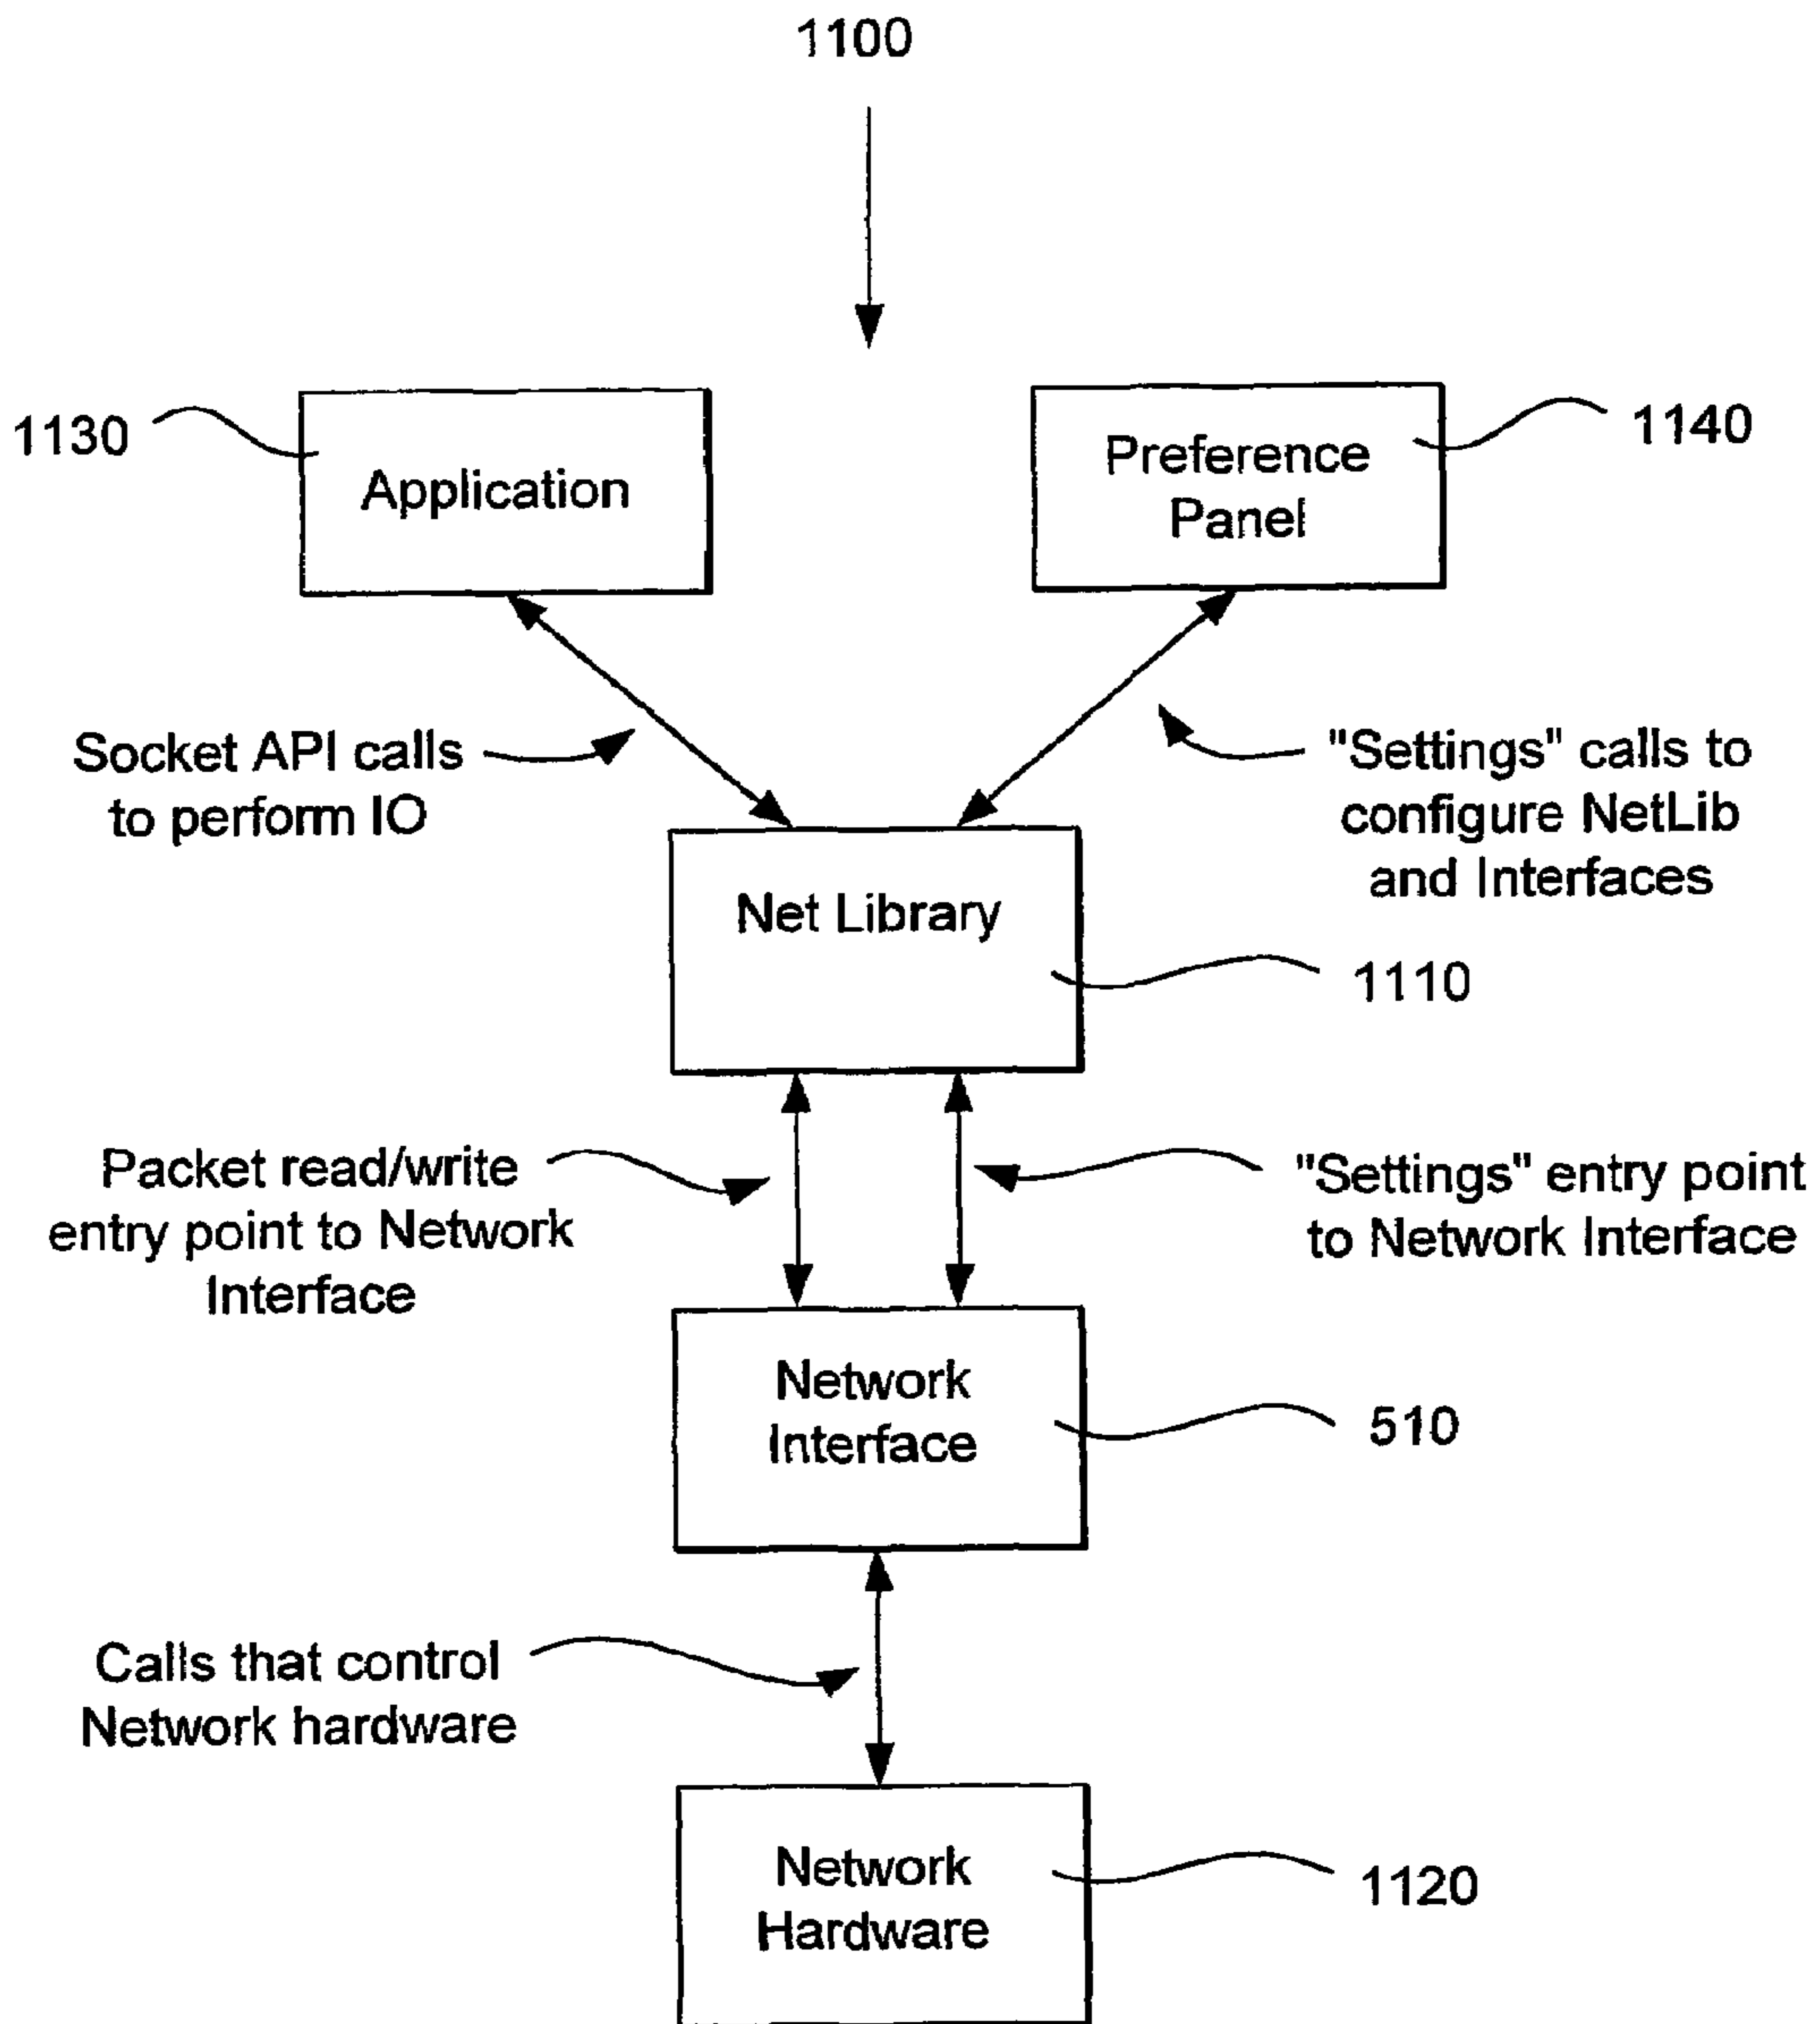 1100
1130
Application
Preference
Panel
1140
Socket API calls
to perform IO
"Settings" calls to
configure NetLib
and Interfaces
Net Library
1110
Packet read/write
entry point to Network
Interface
"Settings" entry point
to Network Interface
Network
Interface
510
Calls that control
Network hardware
Network
Hardware
1120